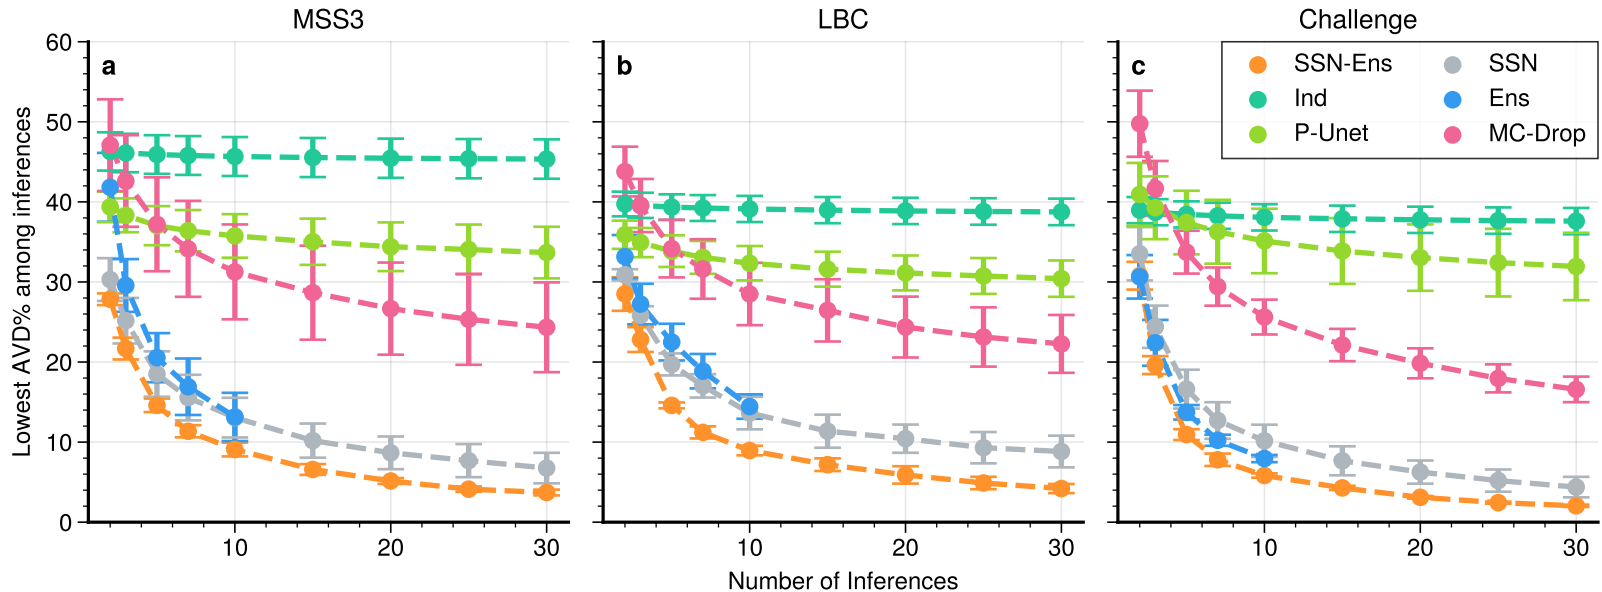 MSS3
LBC
Challenge
a
b
c
SSN-Ens
SSN
Ind
Ens
P-Unet
MC-Drop
Lowest AVD% among inferences
60
50
40
30
20
10
0
10 20 30
10 20 30
10 20 30
Number of Inferences